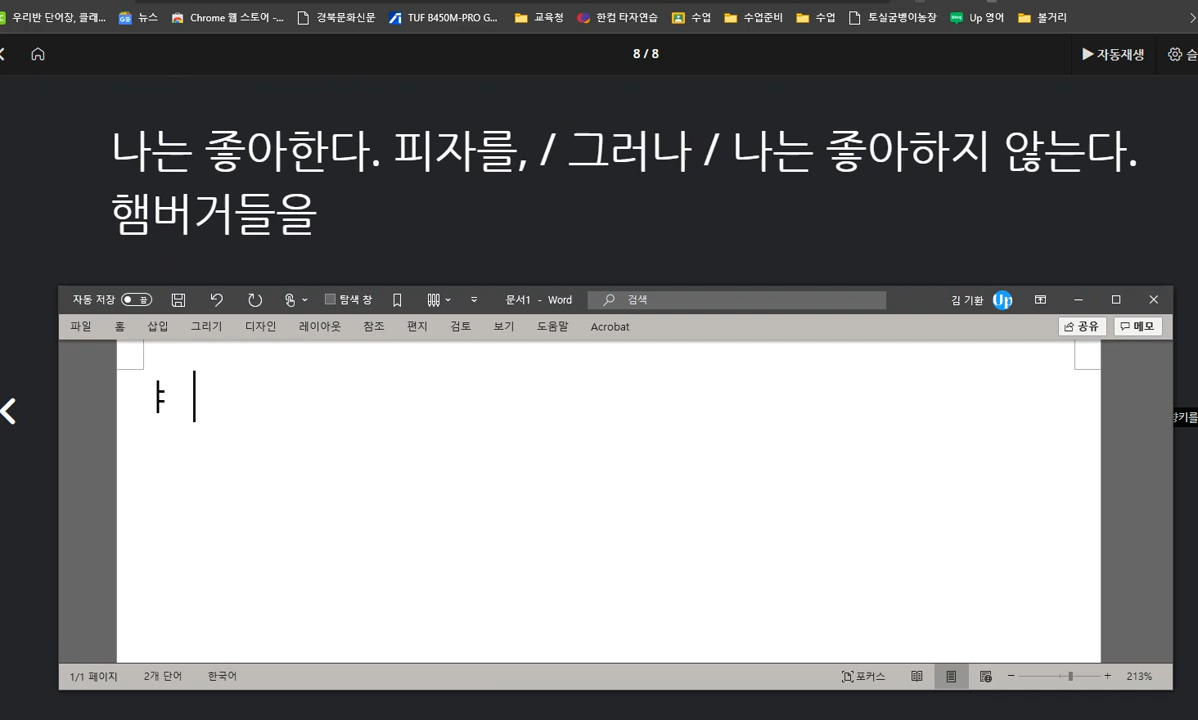 우리반 단어장, 클래... 뉴스 Chrome 웹 스토어 -... 경북문화신문 TUF B450M-PRO G... 교육청 한컴 타자연습 수업 수업준비 수업 토실굼벵이농장 Up 영어 볼거리
8 / 8 자동재생 슬
나는 좋아한다. 피자를, / 그러나 / 나는 좋아하지 않는다.
햄버거들을
자동 저장 끔 탐색 창 문서1 - Word 검색 김 기환 Up
파일 홈 삽입 그리기 디자인 레이아웃 참조 편지 검토 보기 도움말 Acrobat 공유 메모
ㅑ
향키를
1/1 페이지 2개 단어 한국어 포커스 213%